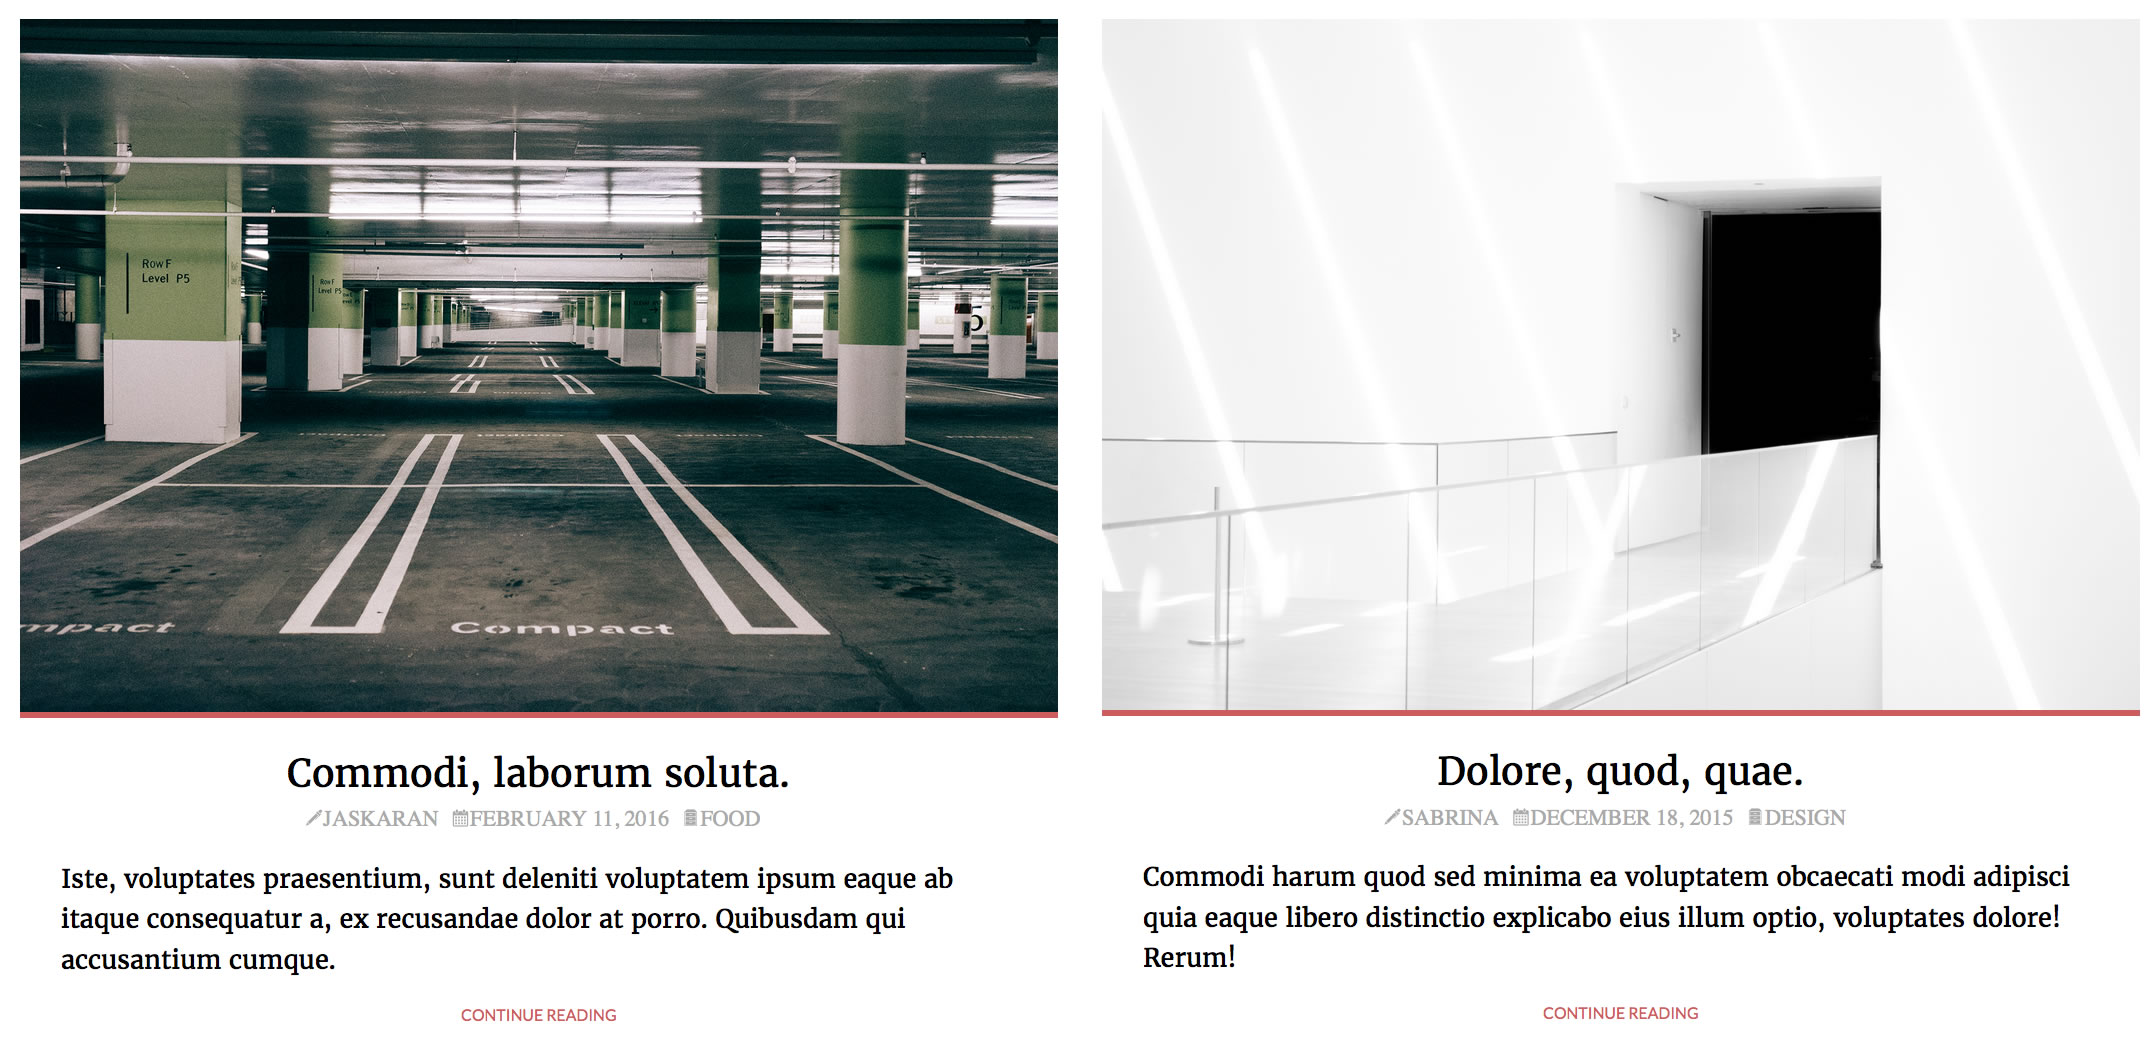 Row F
Level P5
Row F
Level P5
5
mpact
Compact
Commodi, laborum soluta.
JASKARAN FEBRUARY 11, 2016 FOOD
Iste, voluptates praesentium, sunt deleniti voluptatem ipsum eaque ab
itaque consequatur a, ex recusandae dolor at porro. Quibusdam qui
accusantium cumque.
CONTINUE READING
Dolore, quod, quae.
SABRINA DECEMBER 18, 2015 DESIGN
Commodi harum quod sed minima ea voluptatem obcaecati modi adipisci
quia eaque libero distinctio explicabo eius illum optio, voluptates dolore!
Rerum!
CONTINUE READING